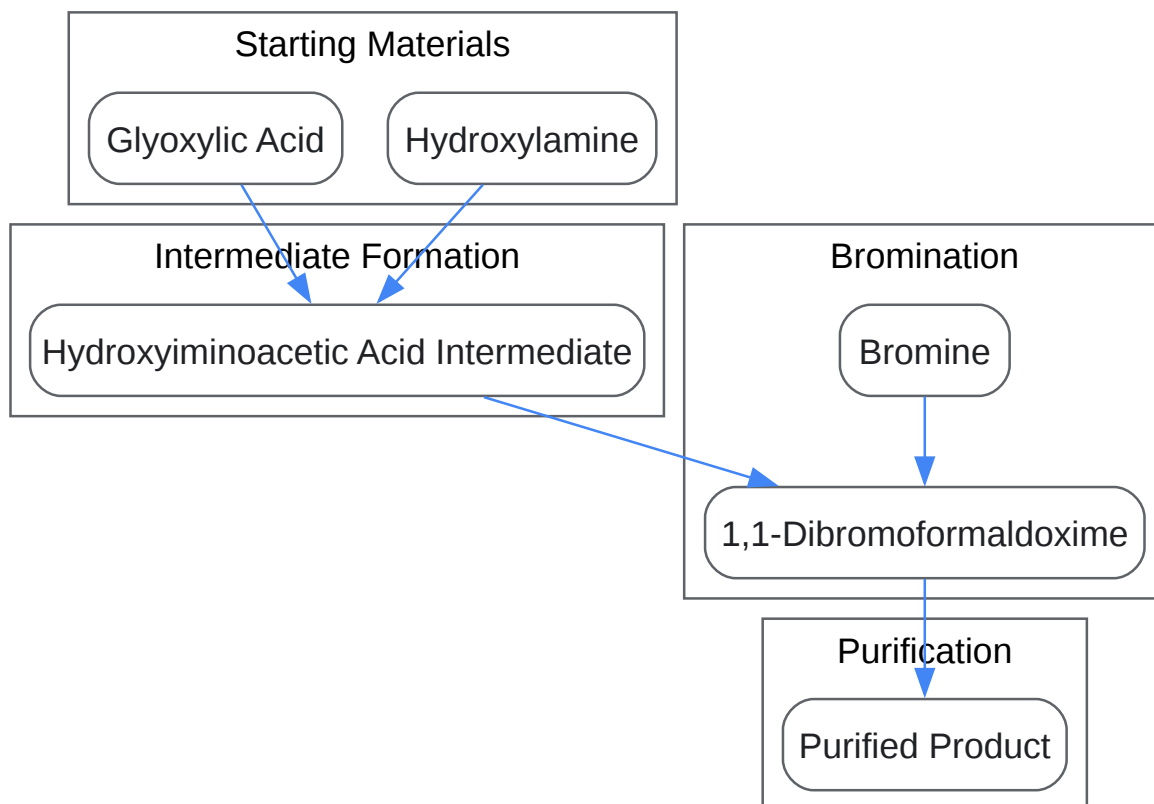 Starting Materials
Glyoxylic Acid
Hydroxylamine
Intermediate Formation
Hydroxyiminoacetic Acid Intermediate
Bromination
Bromine
1,1-Dibromoformaldoxime
Purification
Purified Product